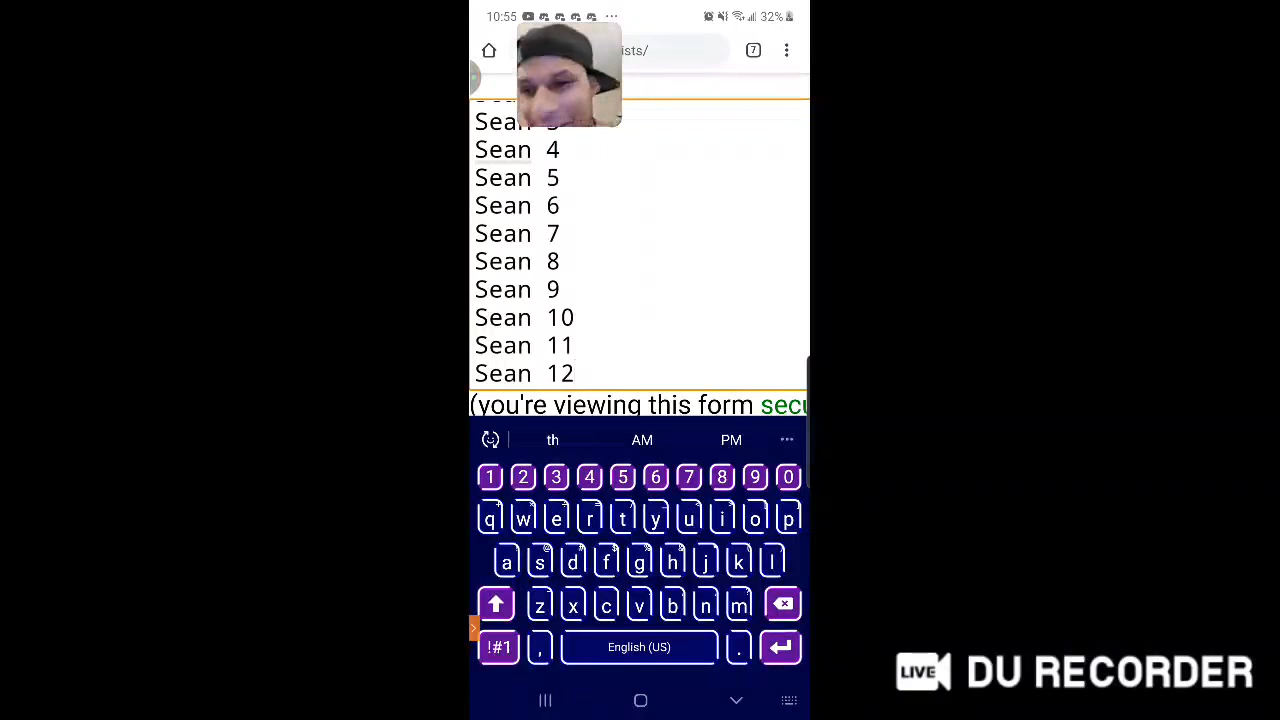 10:55 32%
ists/ 7
Sean 4
Sean 5
Sean 6
Sean 7
Sean 8
Sean 9
Sean 10
Sean 11
Sean 12
(you're viewing this form secu
th AM PM
1 2 3 4 5 6 7 8 9 0
q w e r t y u i o p
a s d f g h j k l
z x c v b n m
!#1 , English (US) .
LIVE DU RECORDER